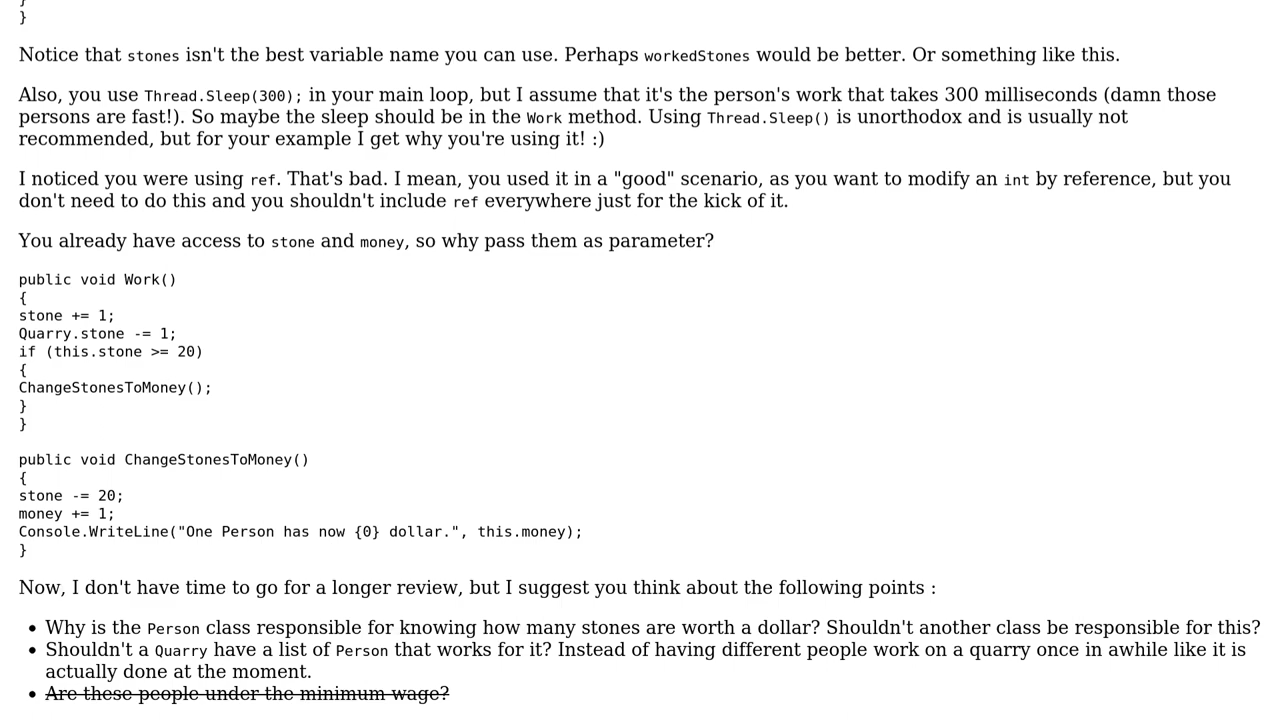 }
}
Notice that stones isn't the best variable name you can use. Perhaps workedStones would be better. Or something like this.
Also, you use Thread.Sleep(300); in your main loop, but I assume that it's the person's work that takes 300 milliseconds (damn those
persons are fast!). So maybe the sleep should be in the Work method. Using Thread.Sleep() is unorthodox and is usually not
recommended, but for your example I get why you're using it! :)
I noticed you were using ref. That's bad. I mean, you used it in a "good" scenario, as you want to modify an int by reference, but you
don't need to do this and you shouldn't include ref everywhere just for the kick of it.
You already have access to stone and money, so why pass them as parameter?
public void Work()
{
stone += 1;
Quarry.stone -= 1;
if (this.stone >= 20)
{
ChangeStonesToMoney();
}
}
public void ChangeStonesToMoney()
{
stone -= 20;
money += 1;
Console.WriteLine("One Person has now {0} dollar.", this.money);
}
Now, I don't have time to go for a longer review, but I suggest you think about the following points :
• Why is the Person class responsible for knowing how many stones are worth a dollar? Shouldn't another class be responsible for this?
• Shouldn't a Quarry have a list of Person that works for it? Instead of having different people work on a quarry once in awhile like it is
actually done at the moment.
• Are these people under the minimum wage?